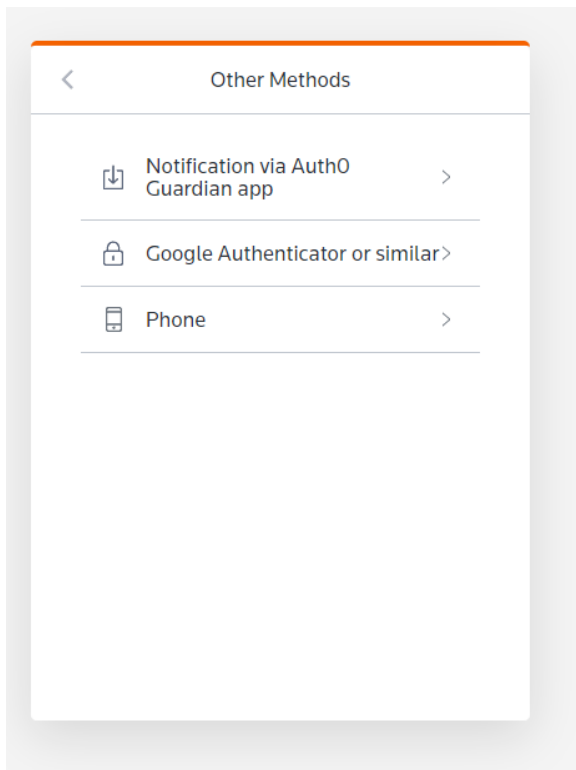 Other Methods
Notification via Auth0
Guardian app
Google Authenticator or similar
Phone